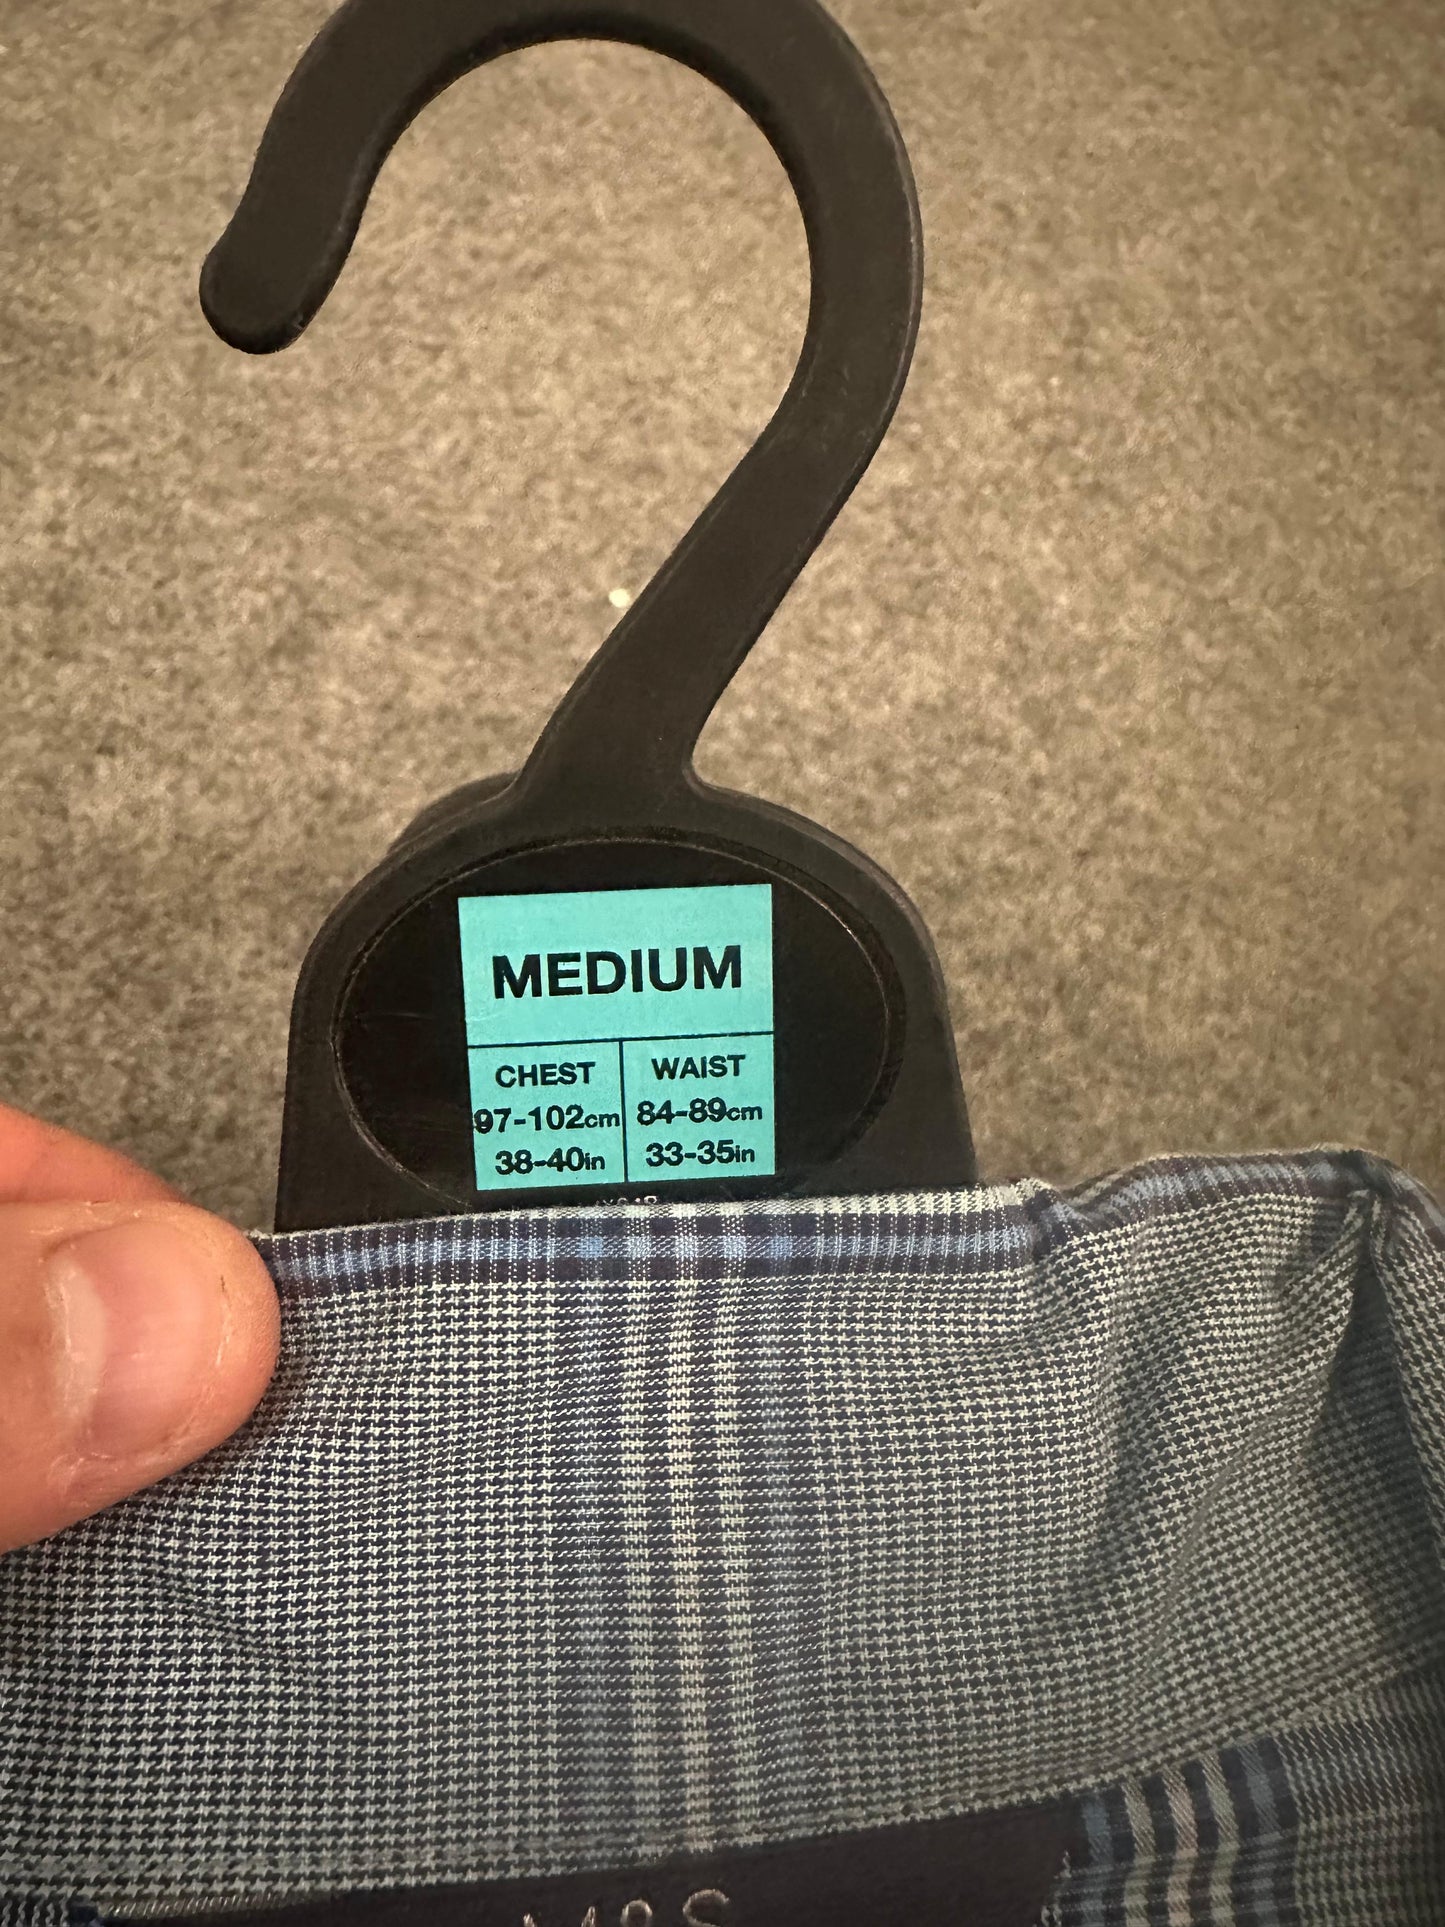 MEDIUM
CHEST
97-102cm
38-40in
WAIST
84-89cm
33-35in
M&S